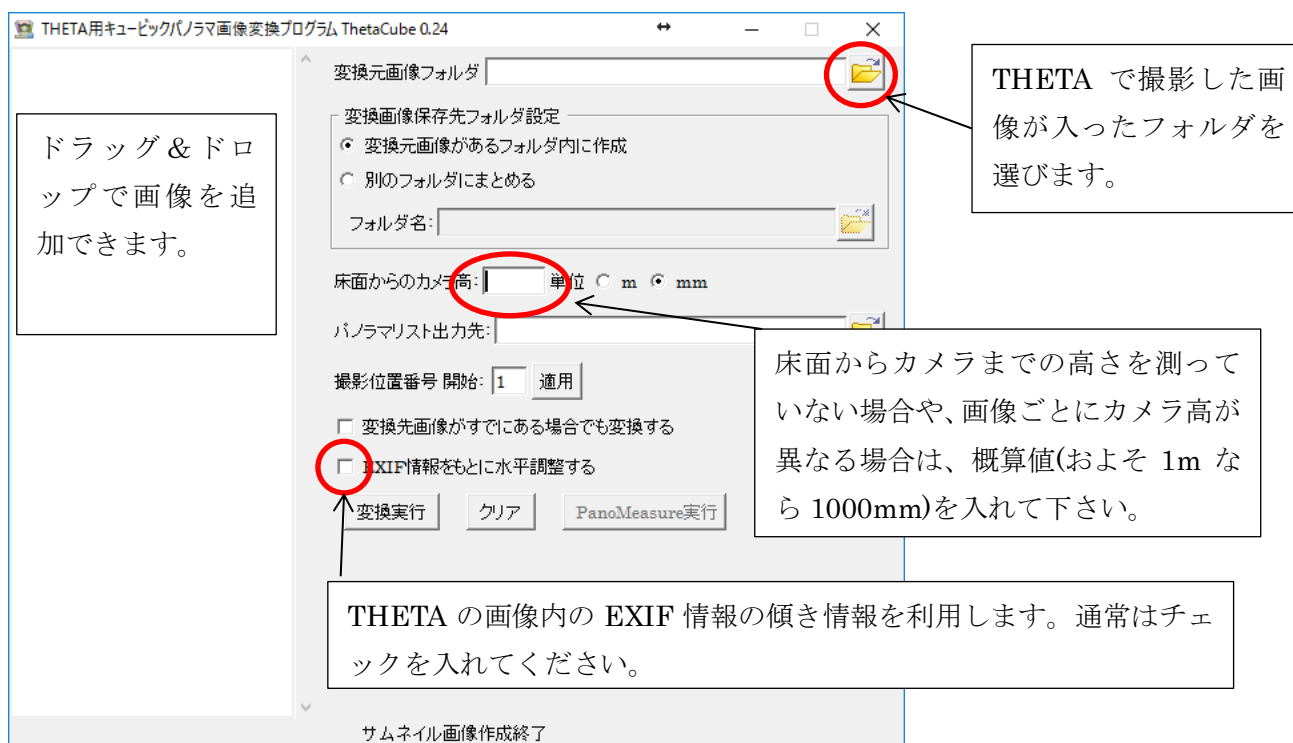 THETA用キュービックパノラマ画像変換プログラム ThetaCube 0.24
変換元画像フォルダ
THETA で撮影した画
像が入ったフォルダを
選びます。
ドラッグ＆ドロ
ップで画像を追
加できます。
変換画像保存先フォルダ設定
変換元画像があるフォルダ内に作成
別のフォルダにまとめる
フォルダ名:
床面からのカメラ高: 単位 m mm
パノラマリスト出力先:
床面からカメラまでの高さを測って
いない場合や、画像ごとにカメラ高が
異なる場合は、概算値(およそ 1m な
ら 1000mm)を入れて下さい。
撮影位置番号 開始: 1 適用
変換先画像がすでにある場合でも変換する
EXIF情報をもとに水平調整する
変換実行 クリア PanoMeasure実行
THETA の画像内の EXIF 情報の傾き情報を利用します。通常はチェ
ックを入れてください。
サムネイル画像作成終了